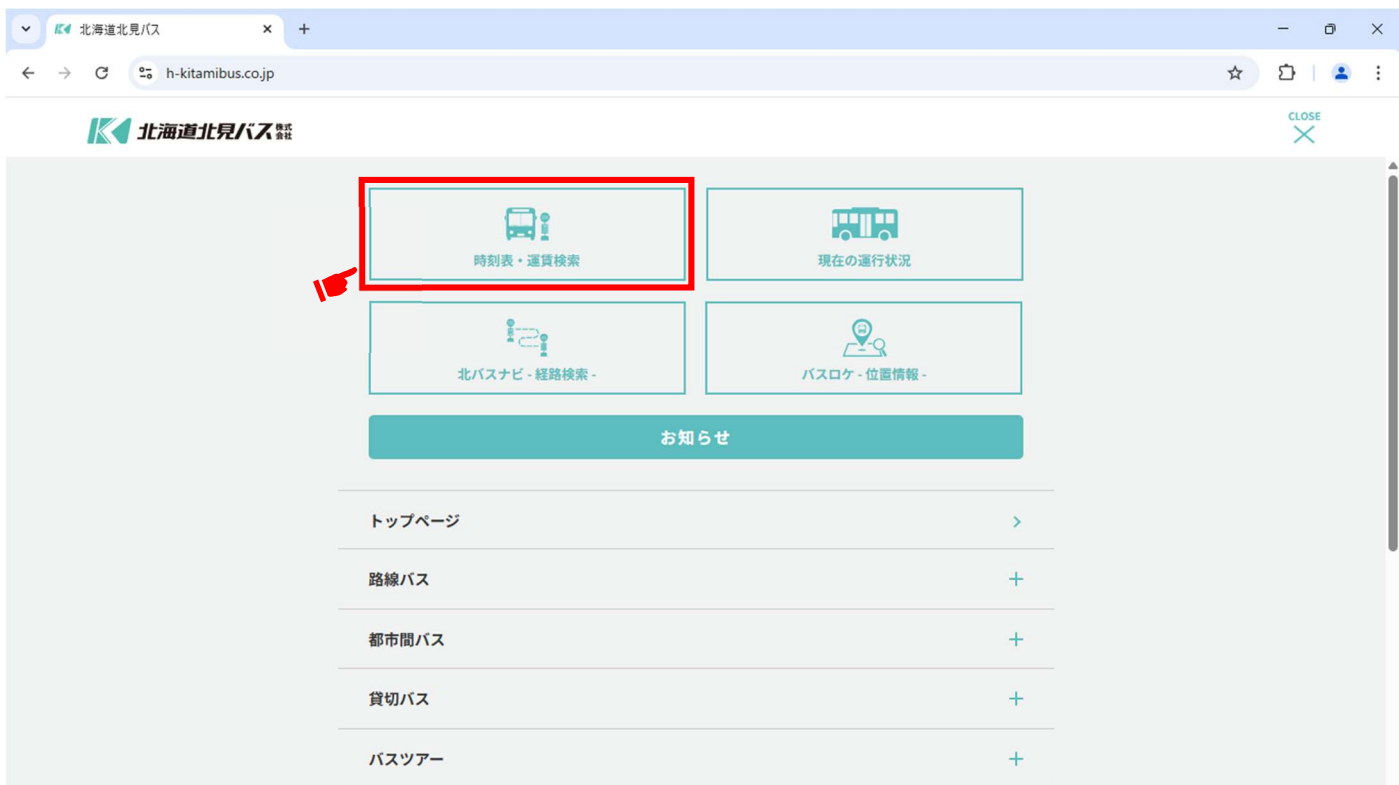 北海道北見バス
h-kitamibus.co.jp
北海道北見バス株式会社
CLOSE
時刻表・運賃検索
現在の運行状況
北バスナビ - 経路検索 -
バスロケ - 位置情報 -
お知らせ
トップページ
路線バス
都市間バス
貸切バス
バスツアー